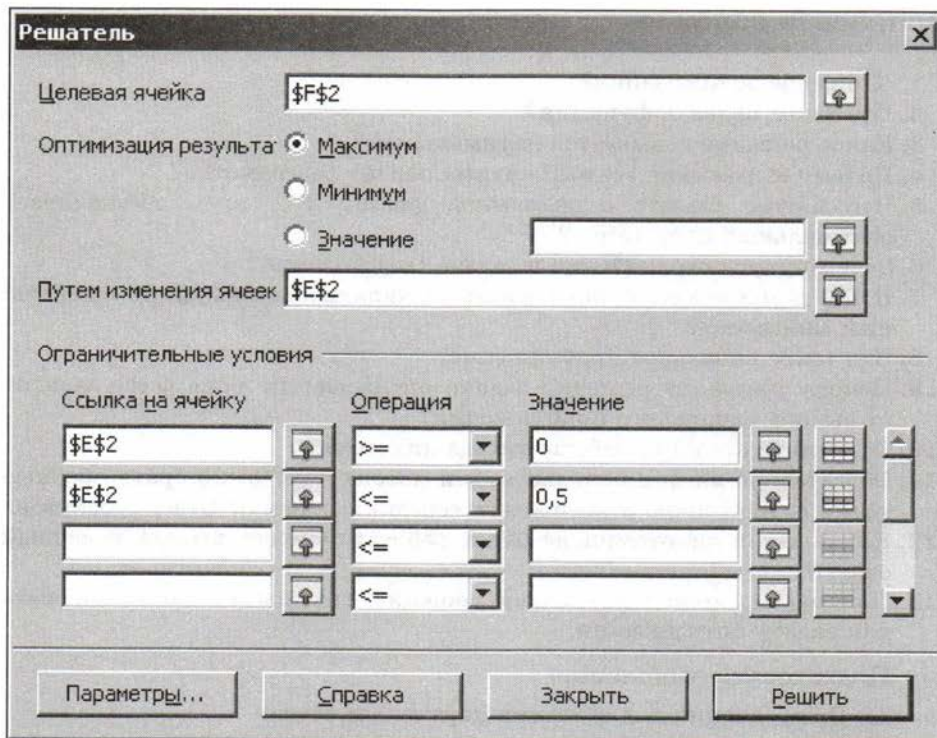 Решатель
Целевая ячейка $F$2
Оптимизация результат Максимум
Минимум
Значение
Путем изменения ячеек $E$2
Ограничительные условия
Ссылка на ячейку Операция Значение
$E$2 >= 0
$E$2 <= 0,5
<=
<=
Параметры... Справка Закрыть Решить